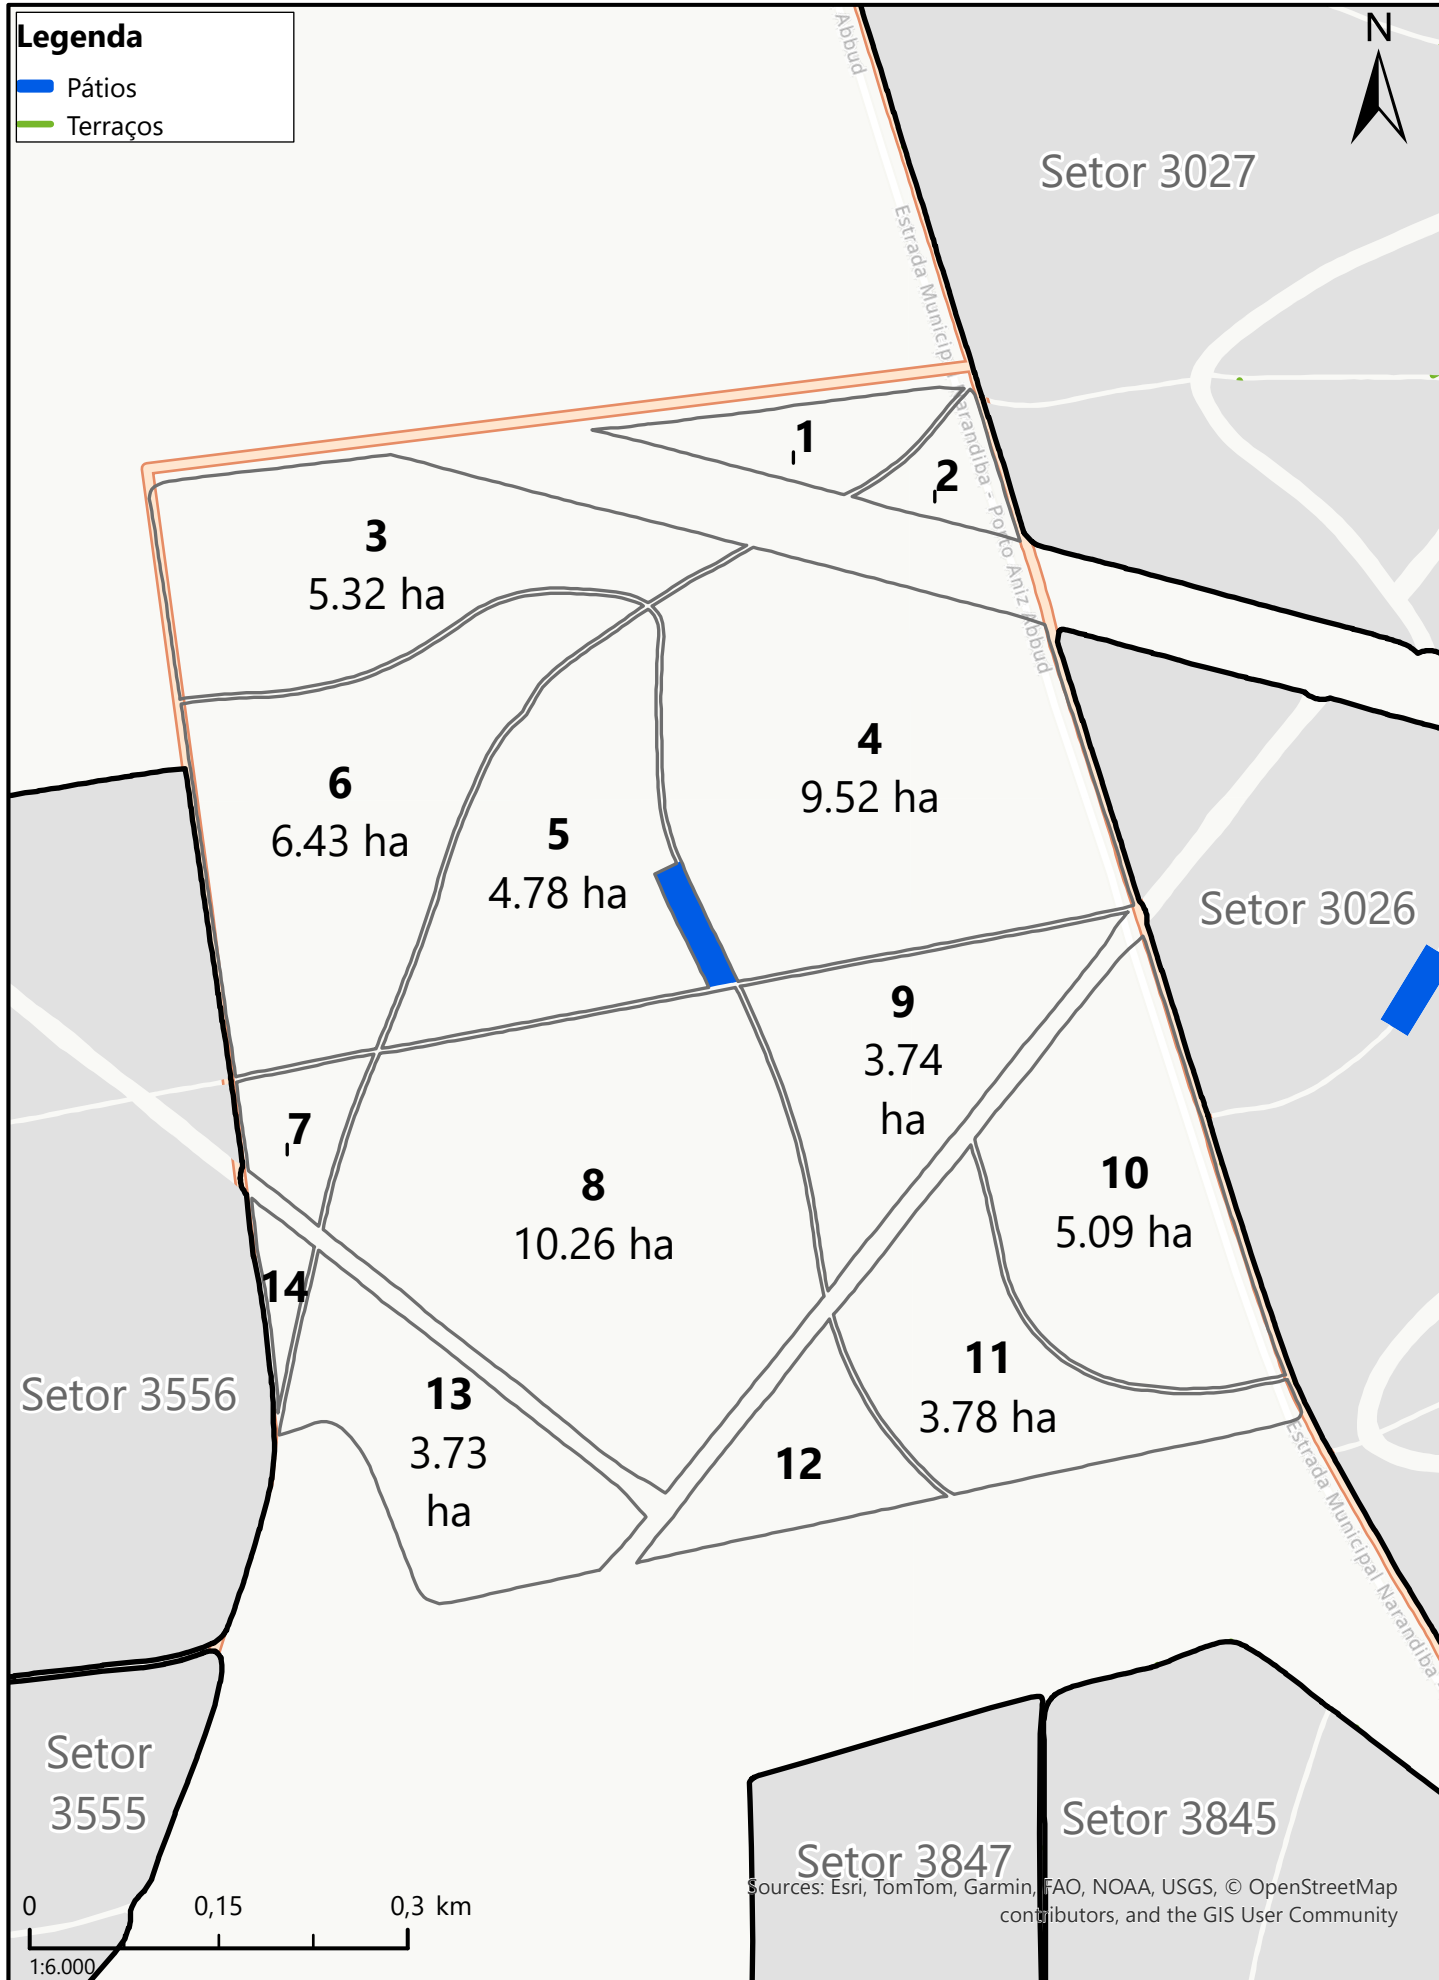 Legenda
Pátios
Terraços
N
Abbud
Setor 3027
Estrada Municip
arandiba - Porto Aniz Abbud
1
2
3
5.32 ha
4
9.52 ha
6
6.43 ha
5
4.78 ha
Setor 3026
9
3.74
ha
7
8
10.26 ha
10
5.09 ha
14
11
3.78 ha
Setor 3556
13
3.73
ha
12
Estrada Municipal Narandiba
Setor
3555
Setor 3847
Setor 3845
0 0,15 0,3 km
1:6.000
Sources: Esri, TomTom, Garmin, FAO, NOAA, USGS, © OpenStreetMap
contributors, and the GIS User Community